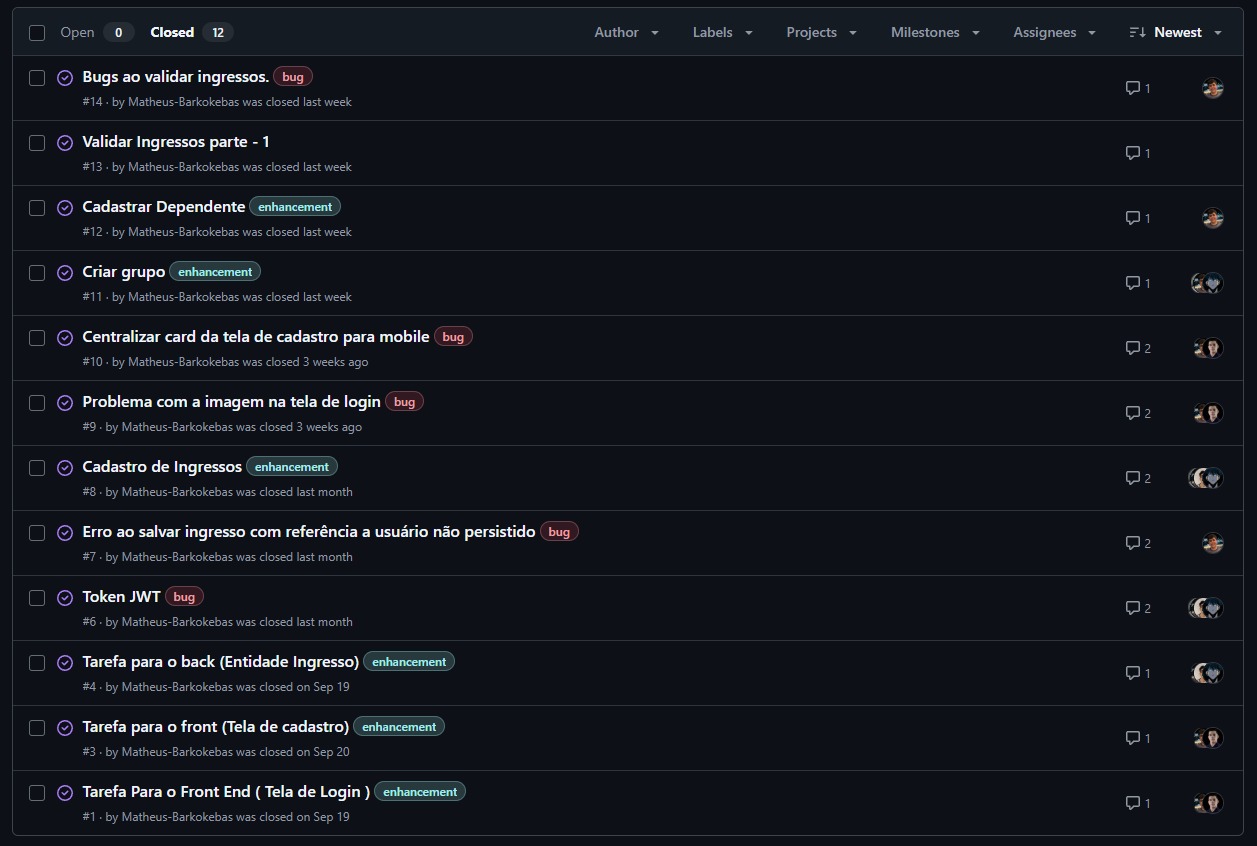 Open 0 Closed 12 Author Labels Projects Milestones Assignees Newest
Bugs ao validar ingressos. bug
#14 · by Matheus-Barkokebas was closed last week
1
Validar Ingressos parte - 1
#13 · by Matheus-Barkokebas was closed last week
1
Cadastrar Dependente enhancement
#12 · by Matheus-Barkokebas was closed last week
1
Criar grupo enhancement
#11 · by Matheus-Barkokebas was closed last week
1
Centralizar card da tela de cadastro para mobile bug
#10 · by Matheus-Barkokebas was closed 3 weeks ago
2
Problema com a imagem na tela de login bug
#9 · by Matheus-Barkokebas was closed 3 weeks ago
2
Cadastro de Ingressos enhancement
#8 · by Matheus-Barkokebas was closed last month
2
Erro ao salvar ingresso com referência a usuário não persistido bug
#7 · by Matheus-Barkokebas was closed last month
2
Token JWT bug
#6 · by Matheus-Barkokebas was closed last month
2
Tarefa para o back (Entidade Ingresso) enhancement
#4 · by Matheus-Barkokebas was closed on Sep 19
1
Tarefa para o front (Tela de cadastro) enhancement
#3 · by Matheus-Barkokebas was closed on Sep 20
1
Tarefa Para o Front End ( Tela de Login ) enhancement
#1 · by Matheus-Barkokebas was closed on Sep 19
1